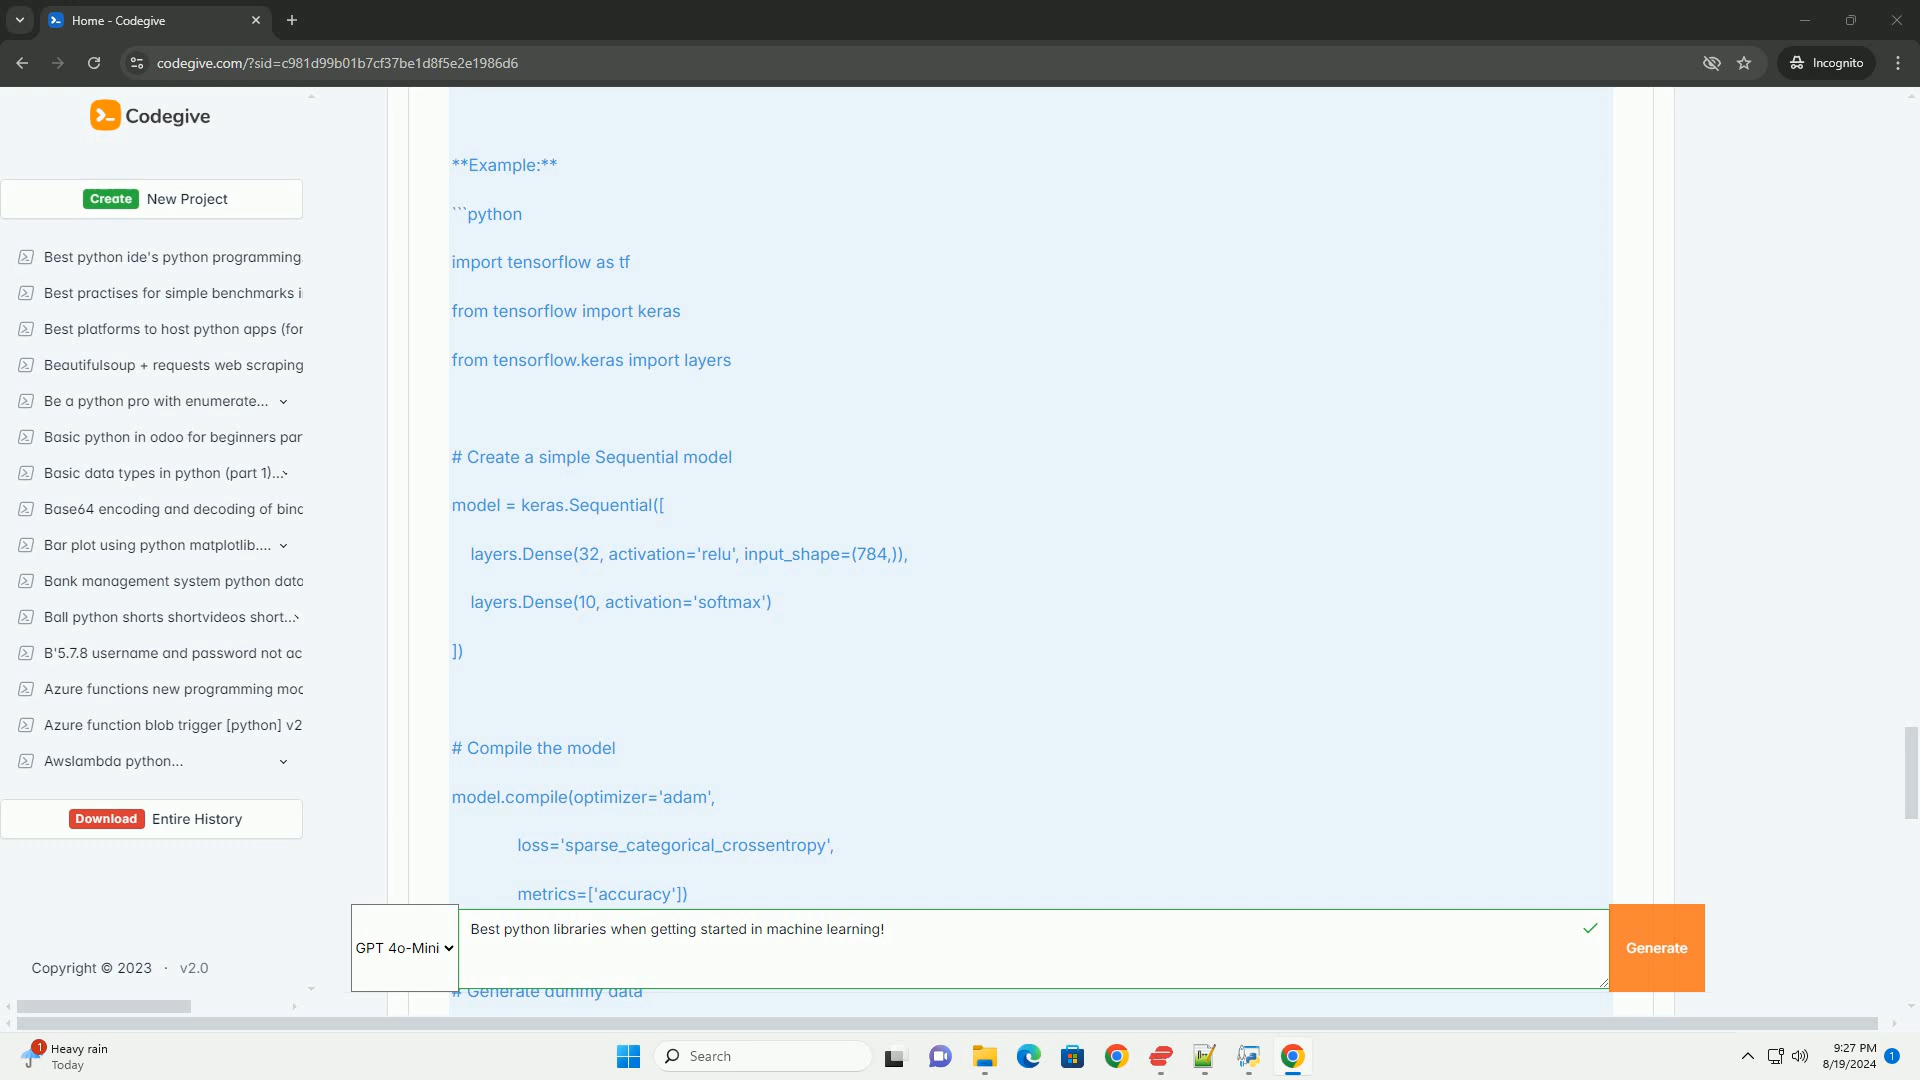 Home - Codegive
codegive.com/?sid=c981d99b01b7cf37be1d8f5e2e1986d6
Incognito
Codegive
Create New Project
Best python ide's python programming.
Best practises for simple benchmarks i
Best platforms to host python apps (for
Beautifulsoup + requests web scraping
Be a python pro with enumerate...
Basic python in odoo for beginners par
Basic data types in python (part 1)...
Base64 encoding and decoding of binc
Bar plot using python matplotlib....
Bank management system python data
Ball python shorts shortvideos short...
B'5.7.8 username and password not ac
Azure functions new programming moc
Azure function blob trigger [python] v2
Awslambda python...
Download Entire History
Copyright © 2023 · v2.0
**Example:**
```python
import tensorflow as tf
from tensorflow import keras
from tensorflow.keras import layers
# Create a simple Sequential model
model = keras.Sequential([
layers.Dense(32, activation='relu', input_shape=(784,)),
layers.Dense(10, activation='softmax')
])
# Compile the model
model.compile(optimizer='adam',
loss='sparse_categorical_crossentropy',
metrics=['accuracy'])
GPT 4o-Mini
Best python libraries when getting started in machine learning!
Generate
# Generate dummy data
1
Heavy rain
Today
Search
9:27 PM
8/19/2024
1